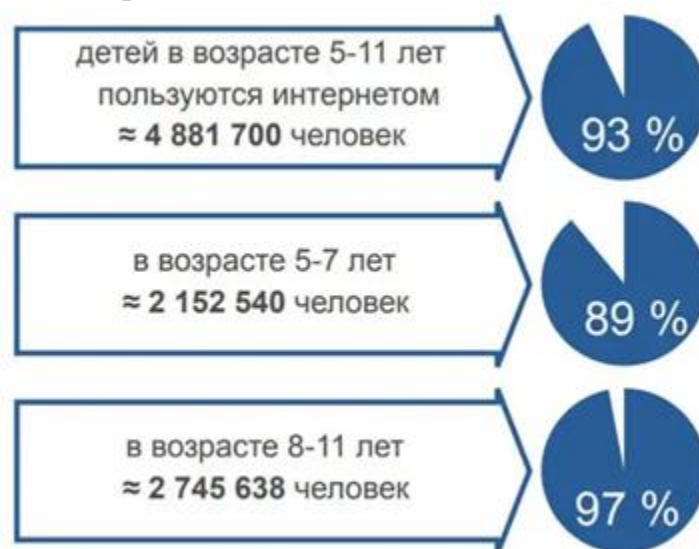 детей в возрасте 5-11 лет
пользуются интернетом
≈ 4 881 700 человек
93 %
в возрасте 5-7 лет
≈ 2 152 540 человек
89 %
в возрасте 8-11 лет
≈ 2 745 638 человек
97 %